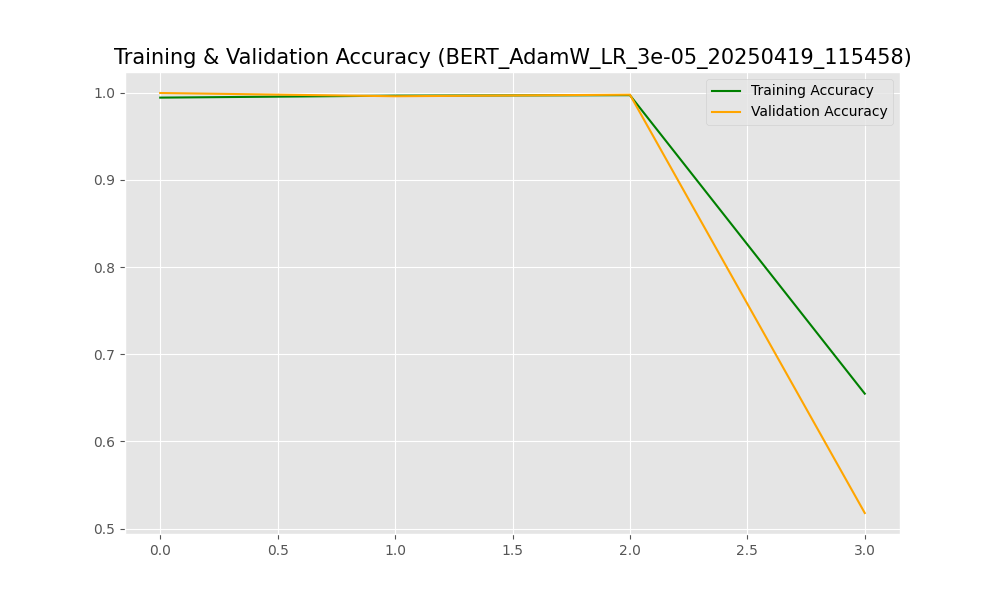 Training & Validation Accuracy (BERT_AdamW_LR_3e-05_20250419_115458)
Training Accuracy
Validation Accuracy
1.0
0.9
0.8
0.7
0.6
0.5
0.0 0.5 1.0 1.5 2.0 2.5 3.0